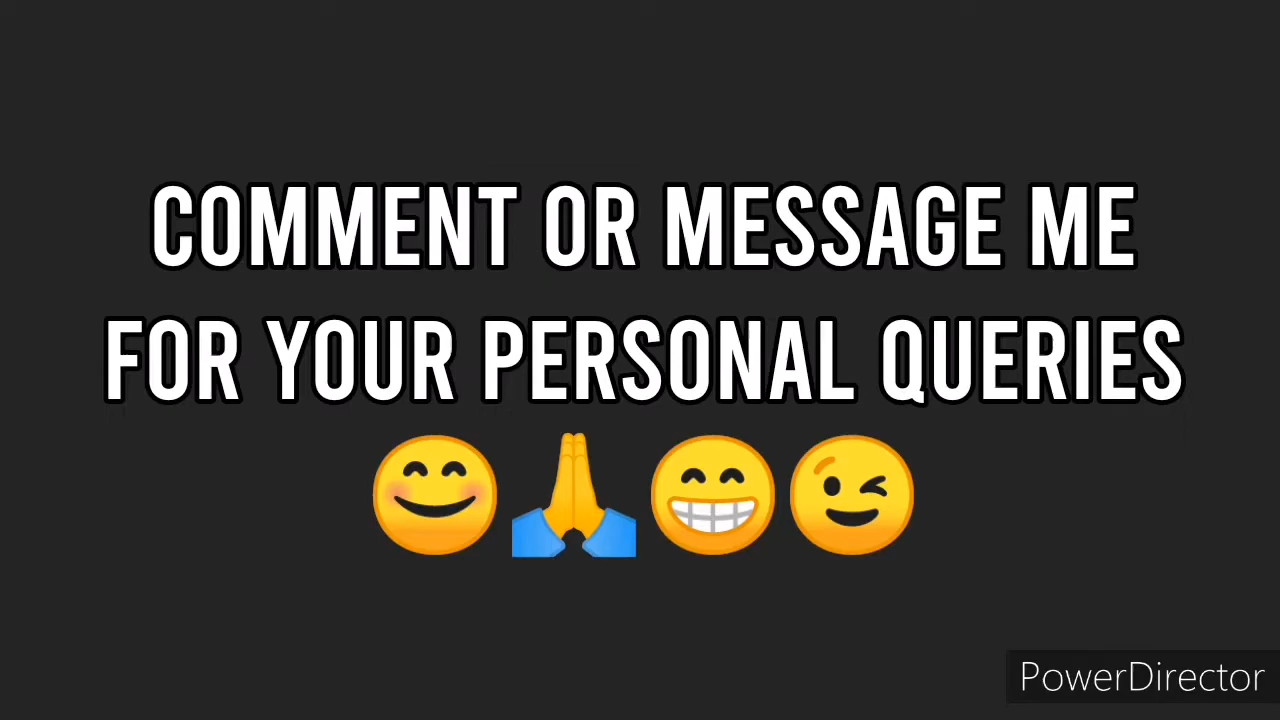 COMMENT OR MESSAGE ME
FOR YOUR PERSONAL QUERIES
😊🙏😁😉
PowerDirector